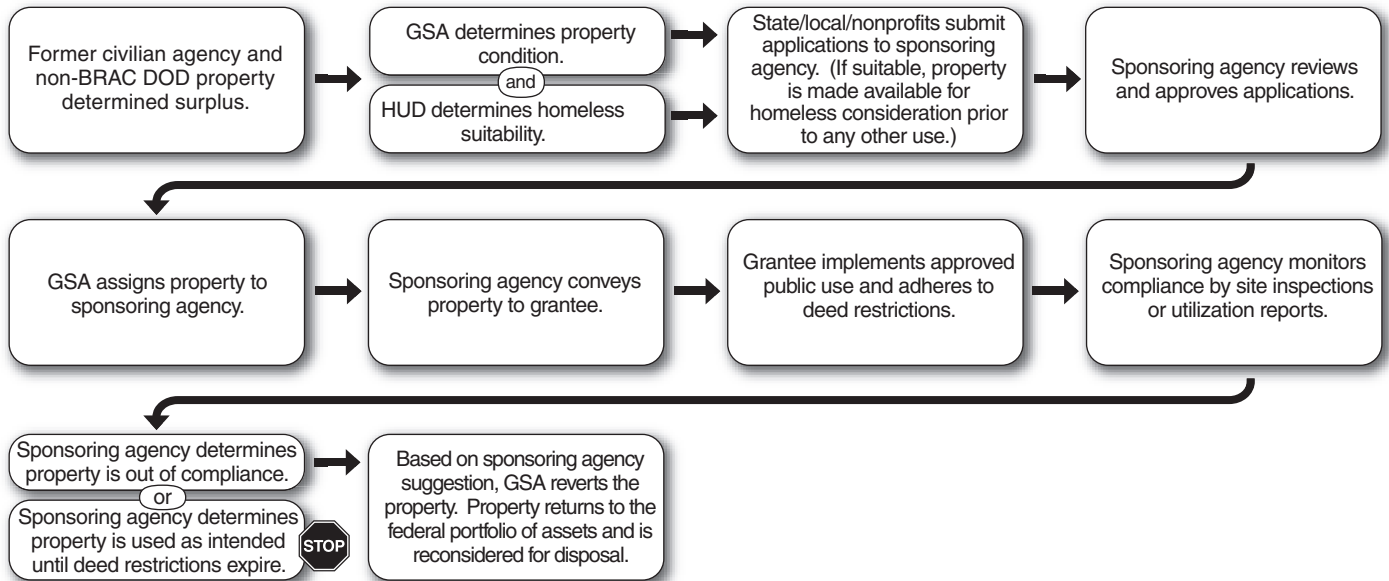 Former civilian agency and
non-BRAC DOD property
determined surplus.
GSA determines property
condition.
and
HUD determines homeless
suitability.
State/local/nonprofits submit
applications to sponsoring
agency. (If suitable, property
is made available for
homeless consideration prior
to any other use.)
Sponsoring agency reviews
and approves applications.
GSA assigns property to
sponsoring agency.
Sponsoring agency conveys
property to grantee.
Grantee implements approved
public use and adheres to
deed restrictions.
Sponsoring agency monitors
compliance by site inspections
or utilization reports.
Sponsoring agency determines
property is out of compliance.
or
Sponsoring agency determines
property is used as intended
until deed restrictions expire.
STOP
Based on sponsoring agency
suggestion, GSA reverts the
property. Property returns to the
federal portfolio of assets and is
reconsidered for disposal.